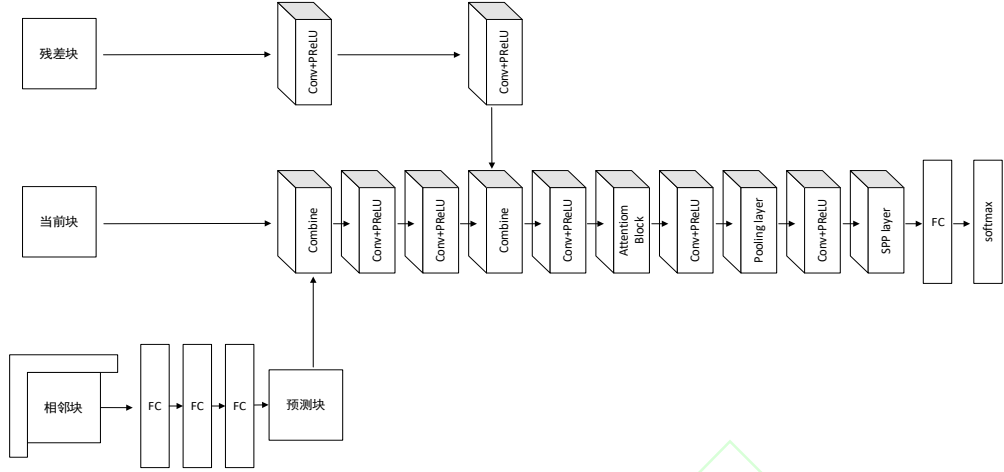 残差块
Conv+PReLU
Conv+PReLU
当前块
Combine
Conv+PReLU
Conv+PReLU
Combine
Conv+PReLU
Attentiom
Block
Conv+PReLU
Pooling layer
Conv+PReLU
SPP layer
FC
softmax
相邻块
FC
FC
FC
预测块